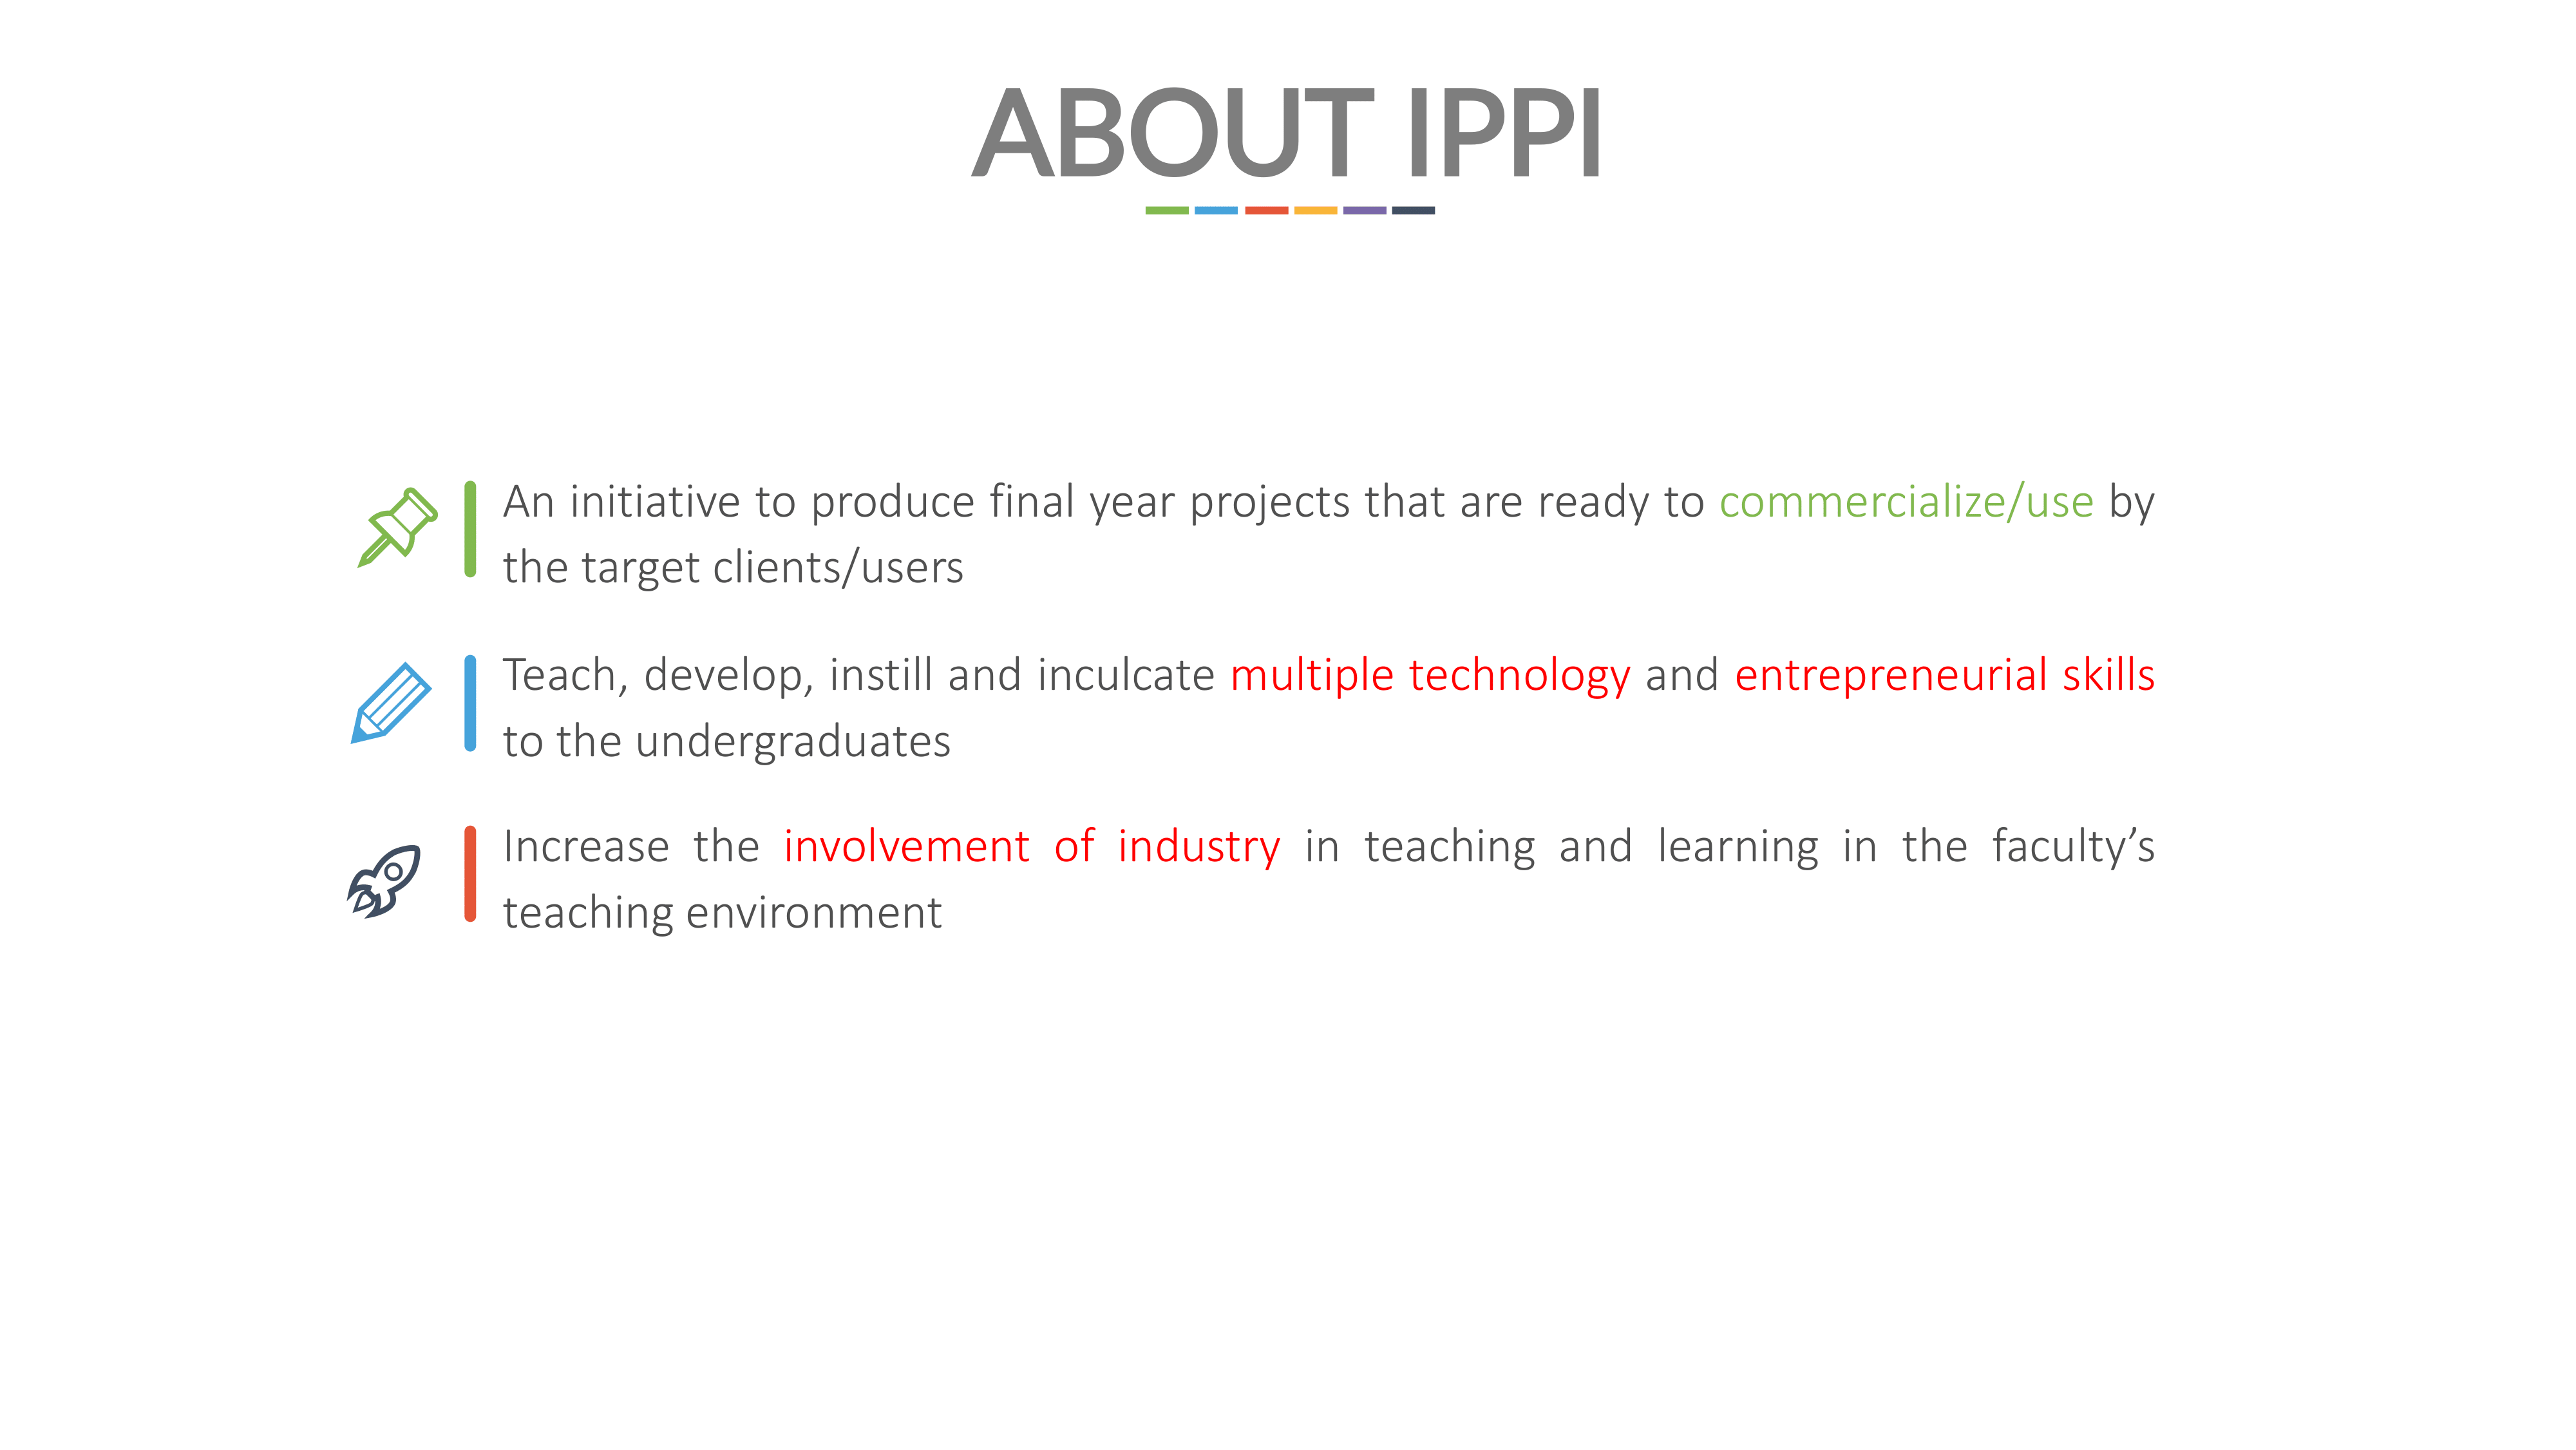 ABOUT IPPI
An initiative to produce final year projects that are ready to commercialize/use by
the target clients/users
Teach, develop, instill and inculcate multiple technology and entrepreneurial skills
to the undergraduates
Increase the involvement of industry in teaching and learning in the faculty’s
teaching environment